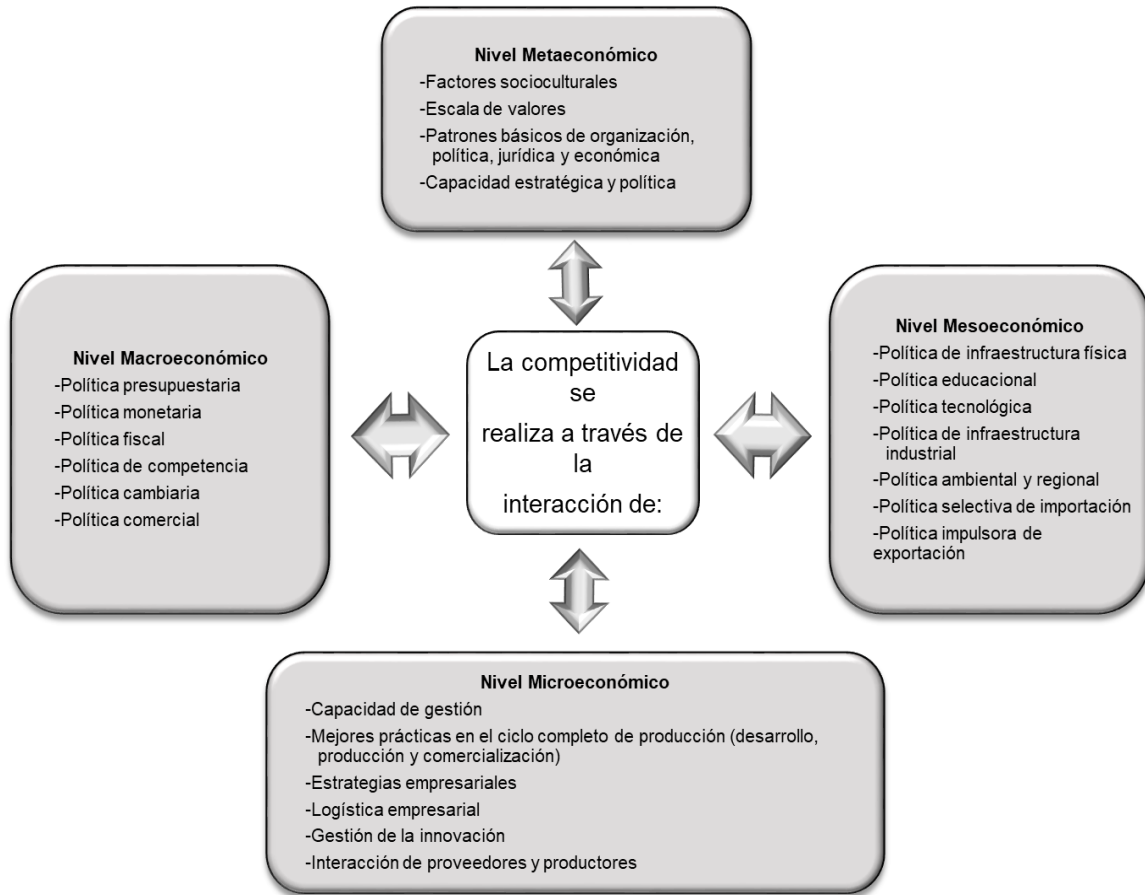 Nivel Metaeconómico
-Factores socioculturales
-Escala de valores
-Patrones básicos de organización,
política, jurídica y económica
-Capacidad estratégica y política
Nivel Macroeconómico
-Política presupuestaria
-Política monetaria
-Política fiscal
-Política de competencia
-Política cambiaria
-Política comercial
La competitividad
se
realiza a través de
la
interacción de:
Nivel Mesoeconómico
-Política de infraestructura física
-Política educacional
-Política tecnológica
-Política de infraestructura
industrial
-Política ambiental y regional
-Política selectiva de importación
-Política impulsora de
exportación
Nivel Microeconómico
-Capacidad de gestión
-Mejores prácticas en el ciclo completo de producción (desarrollo,
producción y comercialización)
-Estrategias empresariales
-Logística empresarial
-Gestión de la innovación
-Interacción de proveedores y productores